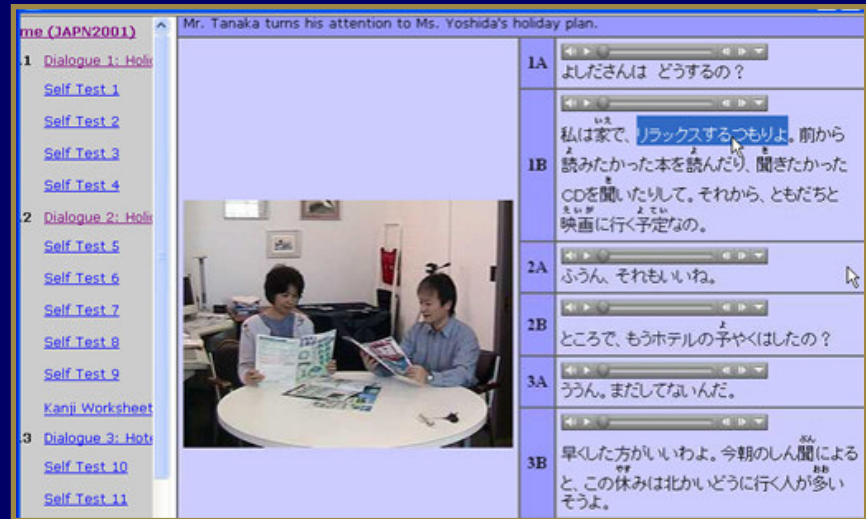 Mr. Tanaka turns his attention to Ms. Yoshida's holiday plan.
me (JAPN2001)
.1 Dialogue 1: Holid
Self Test 1
Self Test 2
Self Test 3
Self Test 4
.2 Dialogue 2: Holid
Self Test 5
Self Test 6
Self Test 7
Self Test 8
Self Test 9
Kanji Worksheet
.3 Dialogue 3: Hote
Self Test 10
Self Test 11
1A
よしださんは どうするの？
1B
私は家で、リラックスするつもりよ。前から
読みたかった本を読んだり、聞きたかった
CDを聞いたりして。それから、ともだちと
映画に行く予定なの。
2A
ふうん、それもいいね。
2B
ところで、もうホテルの予やくはしたの？
3A
ううん。まだしてないんだ。
3B
早くした方がいいわよ。今朝のしん聞による
と、この休みは北かいどうに行く人が多い
そうよ。